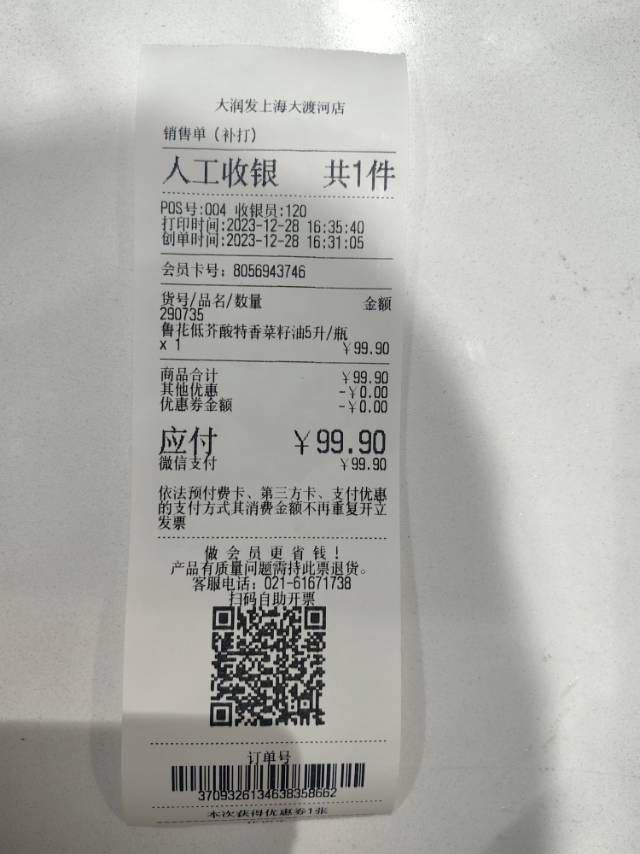 大润发上海大渡河店
销售单（补打）
人工收银 共1件
POS号:004 收银员:120
打印时间:2023-12-28 16:35:40
创单时间:2023-12-28 16:31:05
会员卡号：8056943746
货号/品名/数量 金额
290735
鲁花低芥酸特香菜籽油5升/瓶
x 1 ￥99.90
商品合计 ￥99.90
其他优惠 -￥0.00
优惠券金额 -￥0.00
应付 ￥99.90
微信支付 ￥99.90
依法预付费卡、第三方卡、支付优惠
的支付方式其消费金额不再重复开立
发票
做会员更省钱！
产品有质量问题需持此票退货。
客服电话：021-61671738
扫码自助开票
订单号
3709326134638358662
本次获得优惠券1张